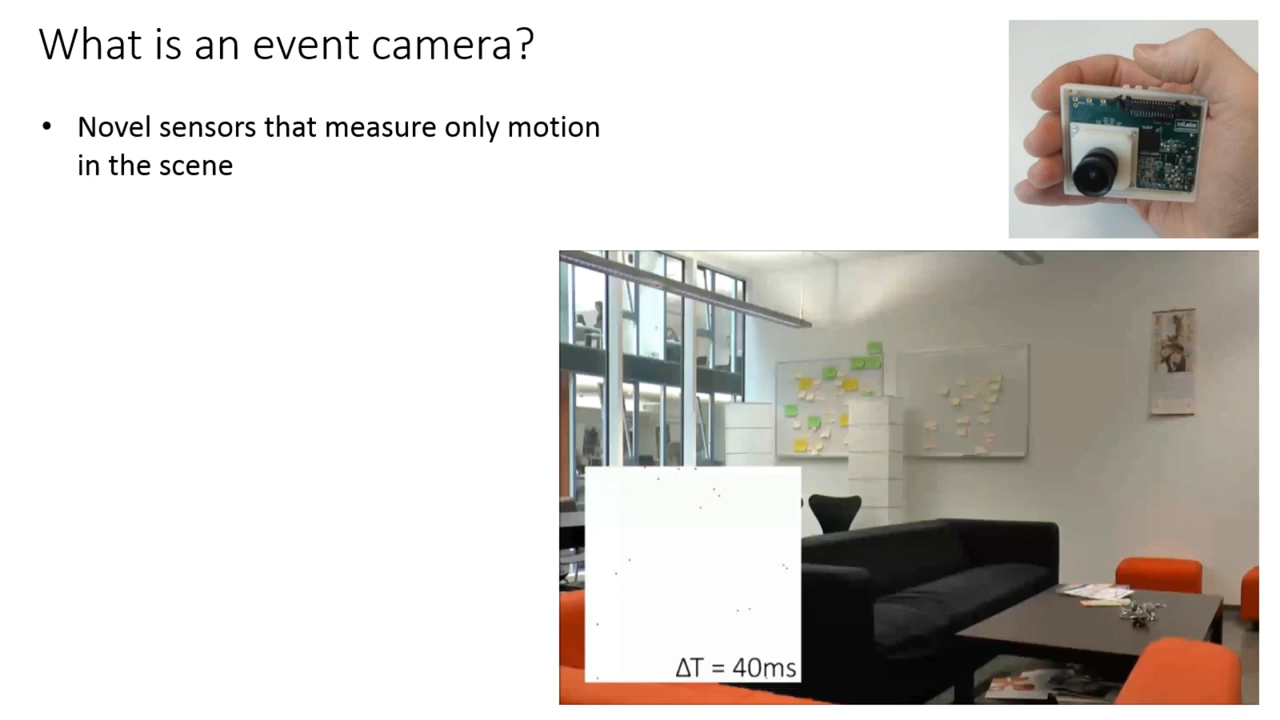 What is an event camera?
• Novel sensors that measure only motion
in the scene
ΔT = 40ms